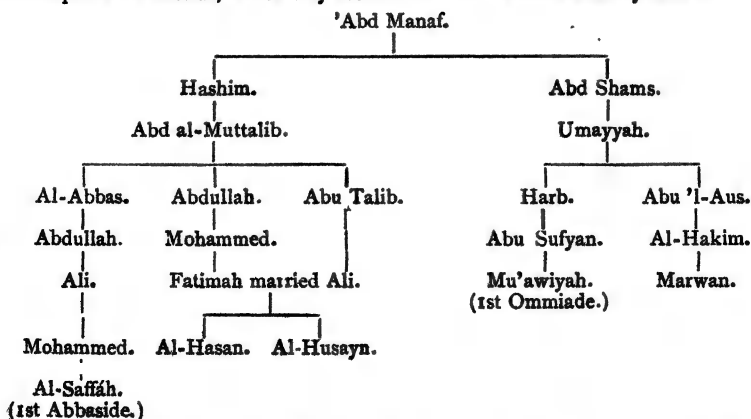 'Abd Manaf.
Hashim. Abd Shams.
Abd al-Muttalib. Umayyah.
Al-Abbas. Abdullah. Abu Talib. Harb. Abu 'l-Aus.
Abdullah. Mohammed. Abu Sufyan. Al-Hakim.
Ali. Fatimah married Ali. Mu'awiyah. Marwan.
(1st Ommiade.)
Mohammed. Al-Hasan. Al-Husayn.
Al-Saffáh.
(1st Abbaside.)